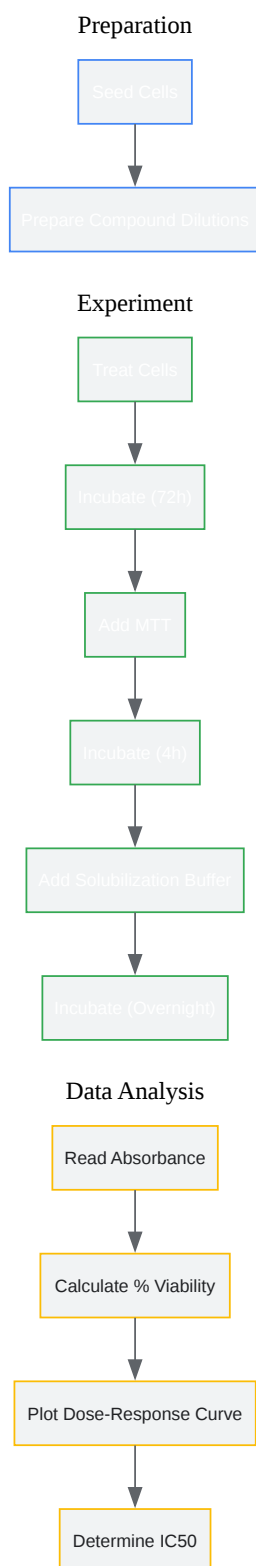 Preparation
Seed Cells
Prepare Compound Dilutions
Experiment
Treat Cells
Incubate (72h)
Add MTT
Incubate (4h)
Add Solubilization Buffer
Incubate (Overnight)
Data Analysis
Read Absorbance
Calculate % Viability
Plot Dose-Response Curve
Determine IC50